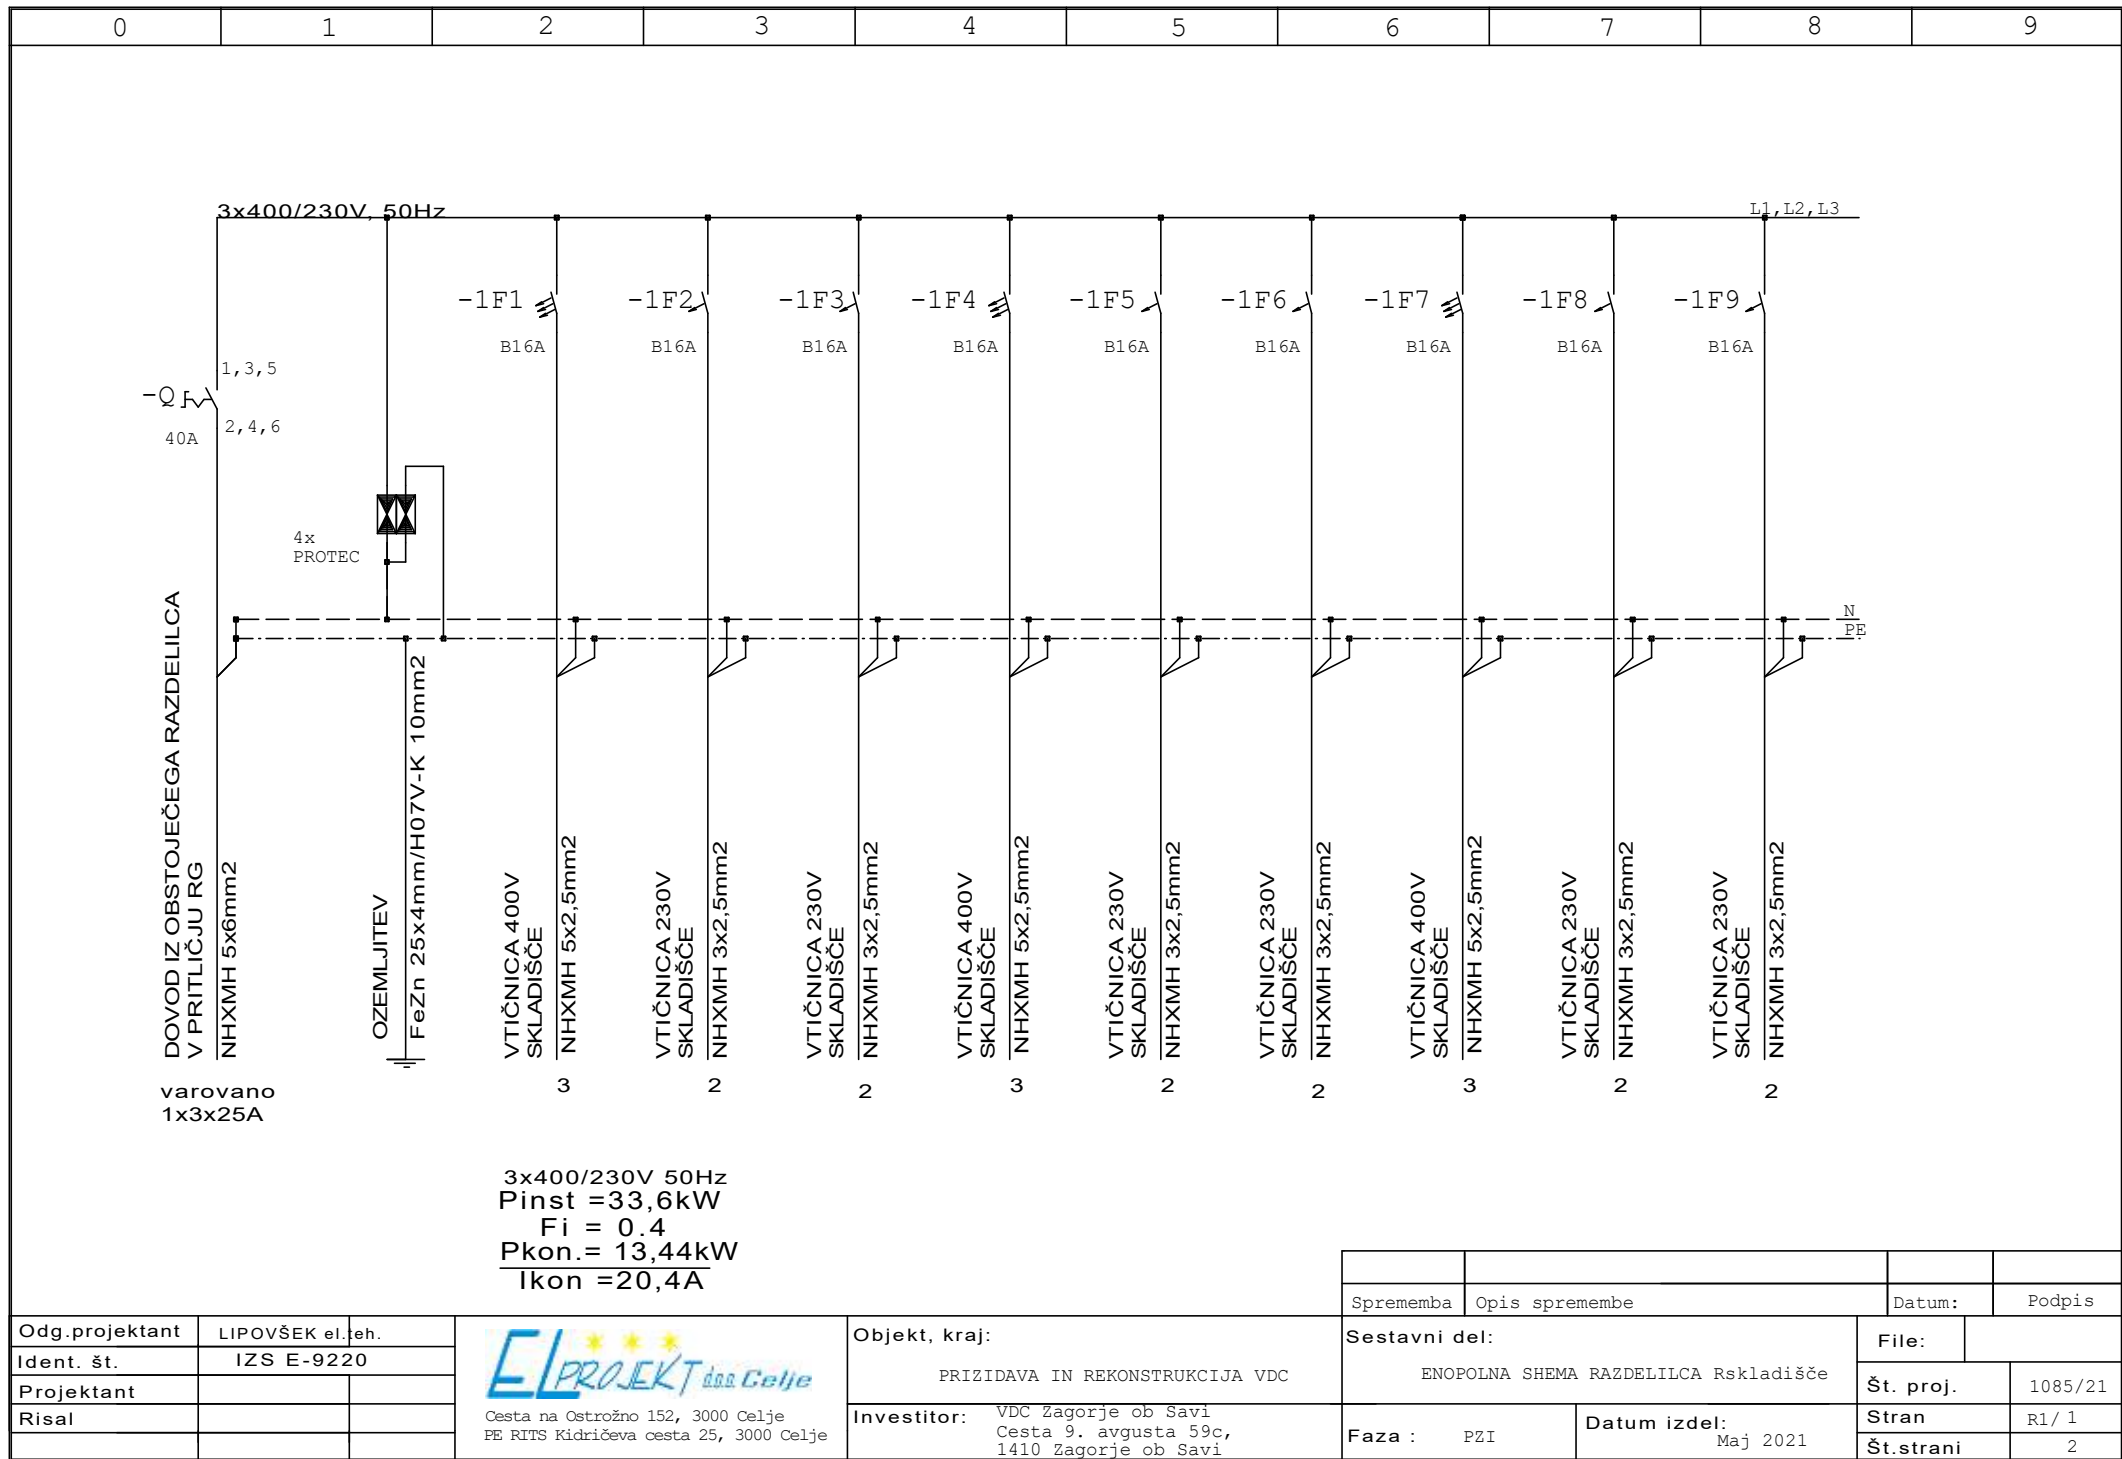 0 1 2 3 4 5 6 7 8 9
3x400/230V, 50Hz
L1,L2,L3
-1F1 -1F2 -1F3 -1F4 -1F5 -1F6 -1F7 -1F8 -1F9
B16A B16A B16A B16A B16A B16A B16A B16A B16A
1,3,5
-Q
40A
2,4,6
4x
PROTEC
N
PE
DOVOD IZ OBSTOJEČEGA RAZDELILCA
V PRITLIČJU RG
NHXMH 5x6mm2
OZEMLJITEV
FeZn 25x4mm/H07V-K 10mm2
VTIČNICA 400V
SKLADIŠČE
NHXMH 5x2,5mm2
VTIČNICA 230V
SKLADIŠČE
NHXMH 3x2,5mm2
VTIČNICA 230V
SKLADIŠČE
NHXMH 3x2,5mm2
VTIČNICA 400V
SKLADIŠČE
NHXMH 5x2,5mm2
VTIČNICA 230V
SKLADIŠČE
NHXMH 3x2,5mm2
VTIČNICA 230V
SKLADIŠČE
NHXMH 3x2,5mm2
VTIČNICA 400V
SKLADIŠČE
NHXMH 5x2,5mm2
VTIČNICA 230V
SKLADIŠČE
NHXMH 3x2,5mm2
VTIČNICA 230V
SKLADIŠČE
NHXMH 3x2,5mm2
3 2 2 3 2 2 3 2 2
varovano
1x3x25A
3x400/230V 50Hz
Pinst =33,6kW
Fi = 0.4
Pkon.= 13,44kW
Ikon =20,4A
Sprememba Opis spremembe Datum: Podpis
Odg.projektant LIPOVŠEK el.teh.
Ident. št. IZS E-9220
Projektant
Risal
ELPROJEKT d.o.o. Celje
Cesta na Ostrožno 152, 3000 Celje
PE RITS Kidričeva cesta 25, 3000 Celje
Objekt, kraj:
PRIZIDAVA IN REKONSTRUKCIJA VDC
Investitor: VDC Zagorje ob Savi
Cesta 9. avgusta 59c,
1410 Zagorje ob Savi
Sestavni del:
ENOPOLNA SHEMA RAZDELILCA Rskladišče
Faza : PZI
Datum izdel:
Maj 2021
File:
Št. proj. 1085/21
Stran R1/ 1
Št.strani 2